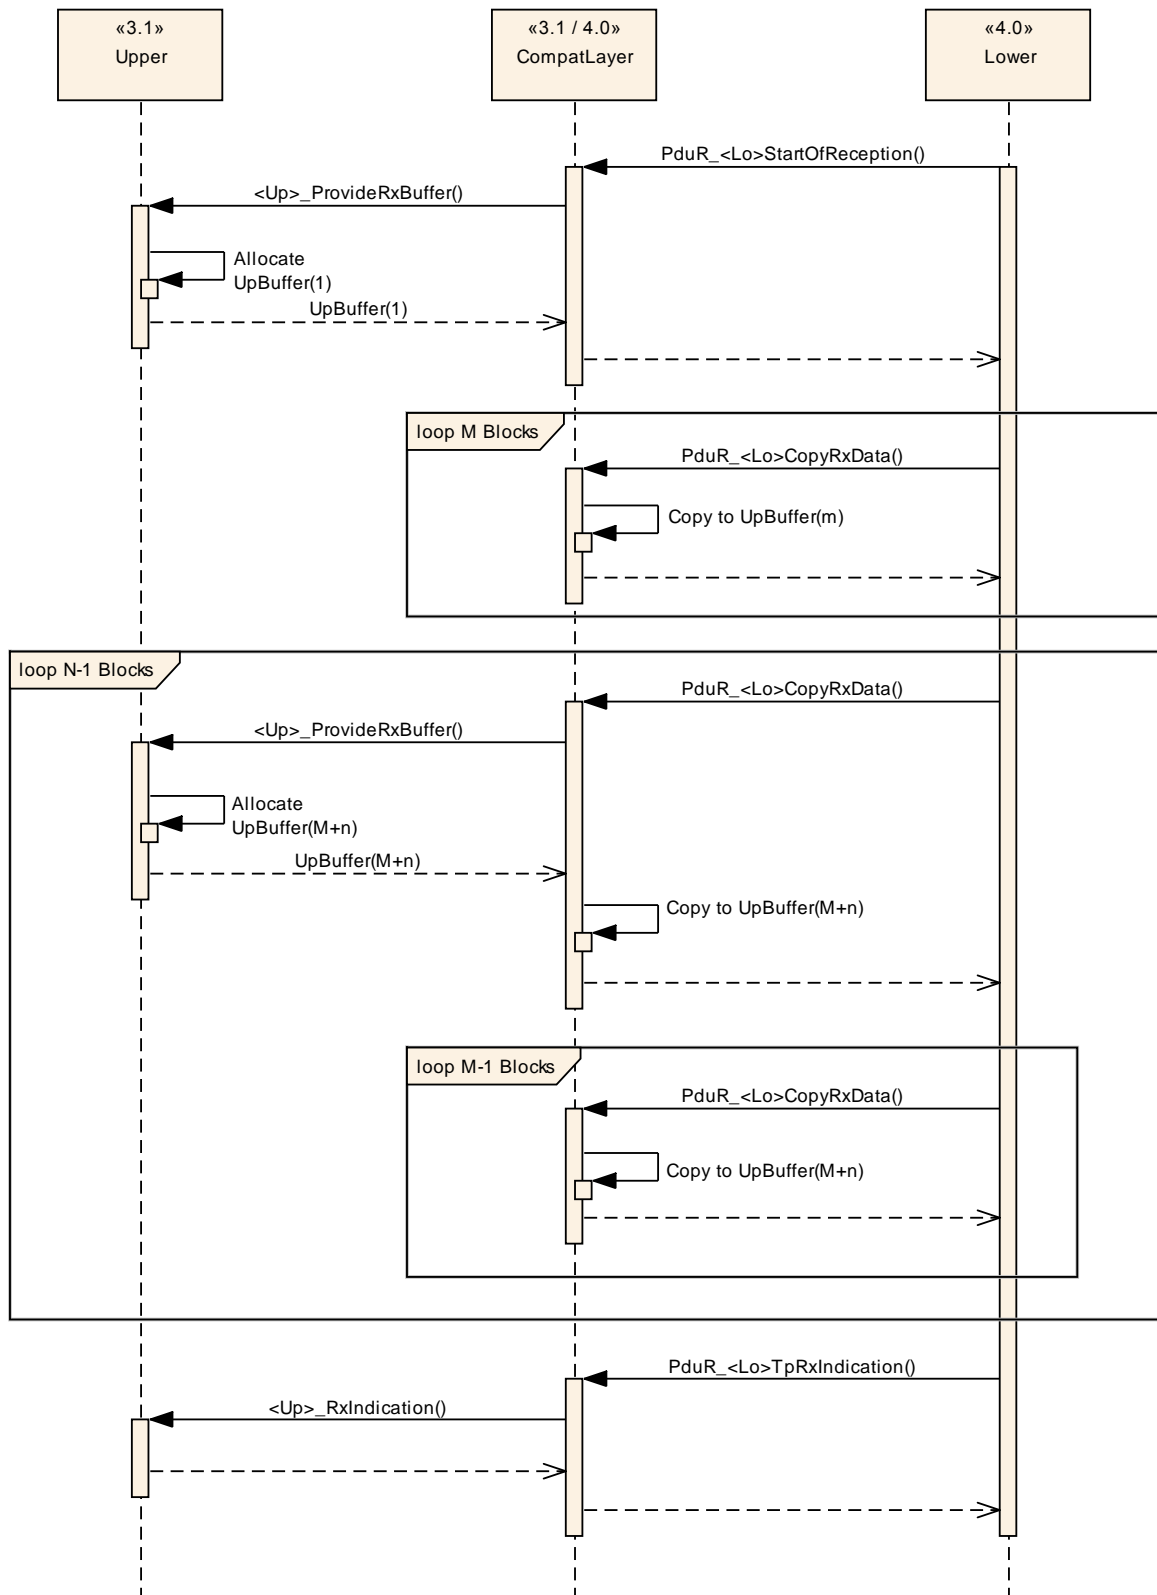 «3.1»
Upper
«3.1 / 4.0»
CompatLayer
«4.0»
Lower
PduR_<Lo>StartOfReception()
<Up>_ProvideRxBuffer()
Allocate
UpBuffer(1)
UpBuffer(1)
loop M Blocks
PduR_<Lo>CopyRxData()
Copy to UpBuffer(m)
loop N-1 Blocks
PduR_<Lo>CopyRxData()
<Up>_ProvideRxBuffer()
Allocate
UpBuffer(M+n)
UpBuffer(M+n)
Copy to UpBuffer(M+n)
loop M-1 Blocks
PduR_<Lo>CopyRxData()
Copy to UpBuffer(M+n)
PduR_<Lo>TpRxIndication()
<Up>_RxIndication()